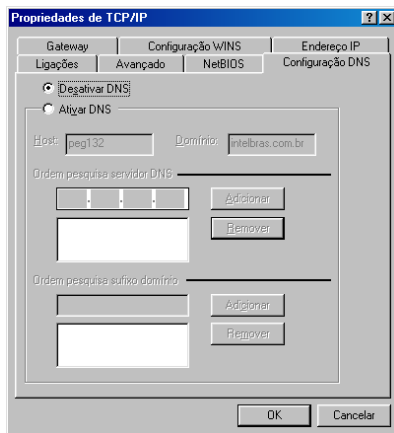 Propriedades de TCP/IP
Gateway Configuração WINS Endereço IP
Ligações Avançado NetBIOS Configuração DNS
Desativar DNS
Ativar DNS
Host: peg132 Domínio: intelbras.com.br
Ordem pesquisa servidor DNS
Adicionar
Remover
Ordem pesquisa sufixo domínio
Adicionar
Remover
OK Cancelar